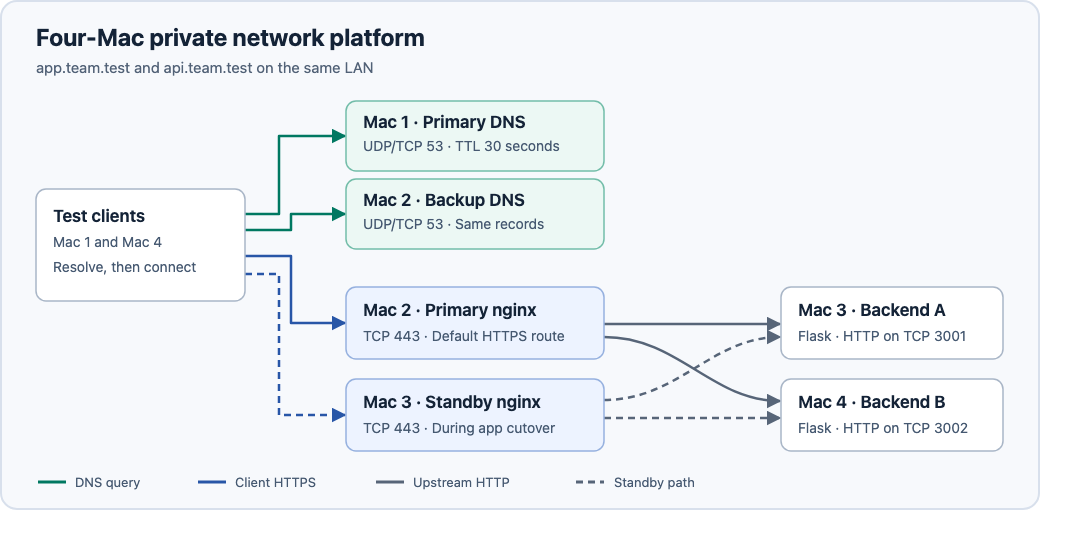 Four-Mac private network platform
app.team.test and api.team.test on the same LAN
Mac 1 · Primary DNS
UDP/TCP 53 · TTL 30 seconds
Mac 2 · Backup DNS
UDP/TCP 53 · Same records
Test clients
Mac 1 and Mac 4
Resolve, then connect
Mac 2 · Primary nginx
TCP 443 · Default HTTPS route
Mac 3 · Backend A
Flask · HTTP on TCP 3001
Mac 3 · Standby nginx
TCP 443 · During app cutover
Mac 4 · Backend B
Flask · HTTP on TCP 3002
DNS query
Client HTTPS
Upstream HTTP
Standby path